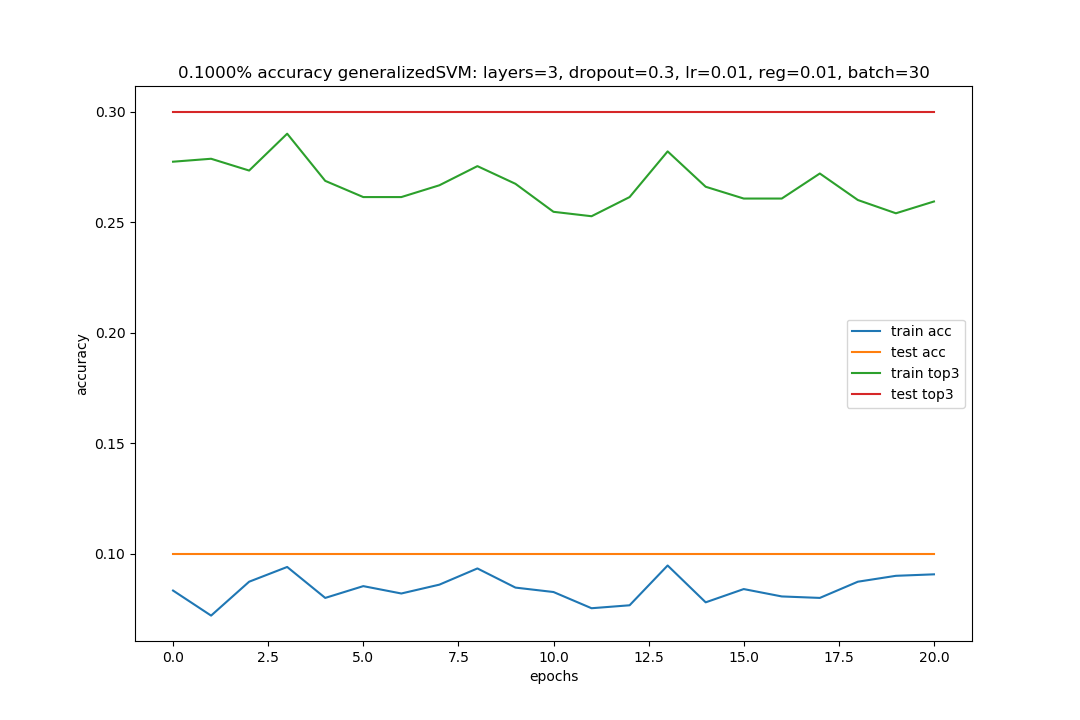 0.1000% accuracy generalizedSVM: layers=3, dropout=0.3, lr=0.01, reg=0.01, batch=30
accuracy
0.30
0.25
0.20
0.15
0.10
train acc
test acc
train top3
test top3
0.0 2.5 5.0 7.5 10.0 12.5 15.0 17.5 20.0
epochs